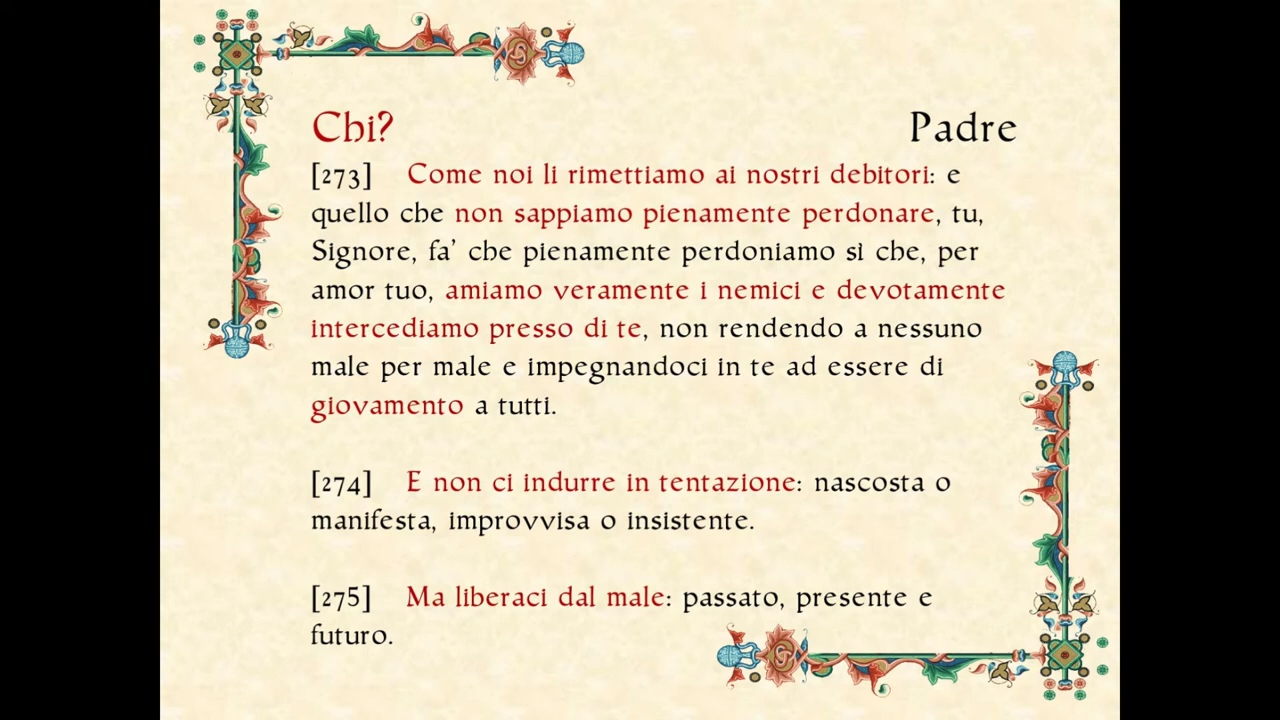 Chi? Padre
[273] Come noi li rimettiamo ai nostri debitori: e
quello che non sappiamo pienamente perdonare, tu,
Signore, fa’ che pienamente perdoniamo sì che, per
amor tuo, amiamo veramente i nemici e devotamente
intercediamo presso di te, non rendendo a nessuno
male per male e impegnandoci in te ad essere di
giovamento a tutti.
[274] E non ci indurre in tentazione: nascosta o
manifesta, improvvisa o insistente.
[275] Ma liberaci dal male: passato, presente e
futuro.